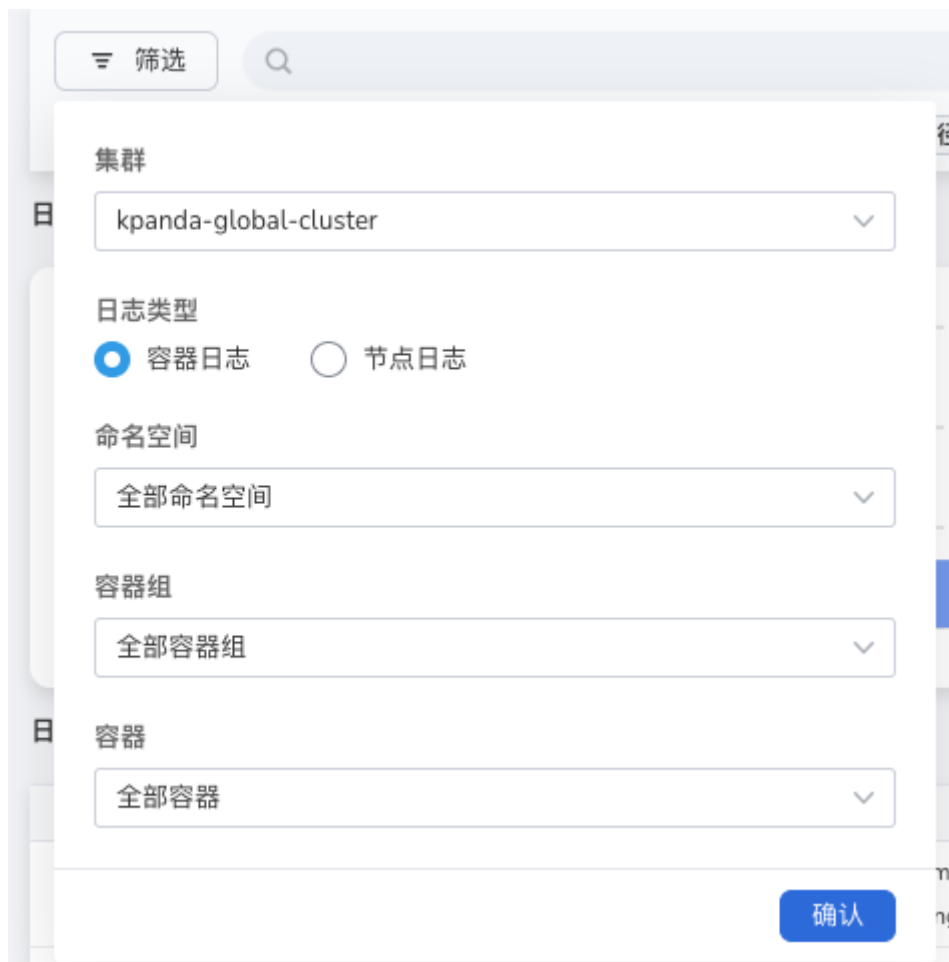 筛选
集群
kpanda-global-cluster
日志类型
容器日志 节点日志
命名空间
全部命名空间
容器组
全部容器组
容器
全部容器
确认